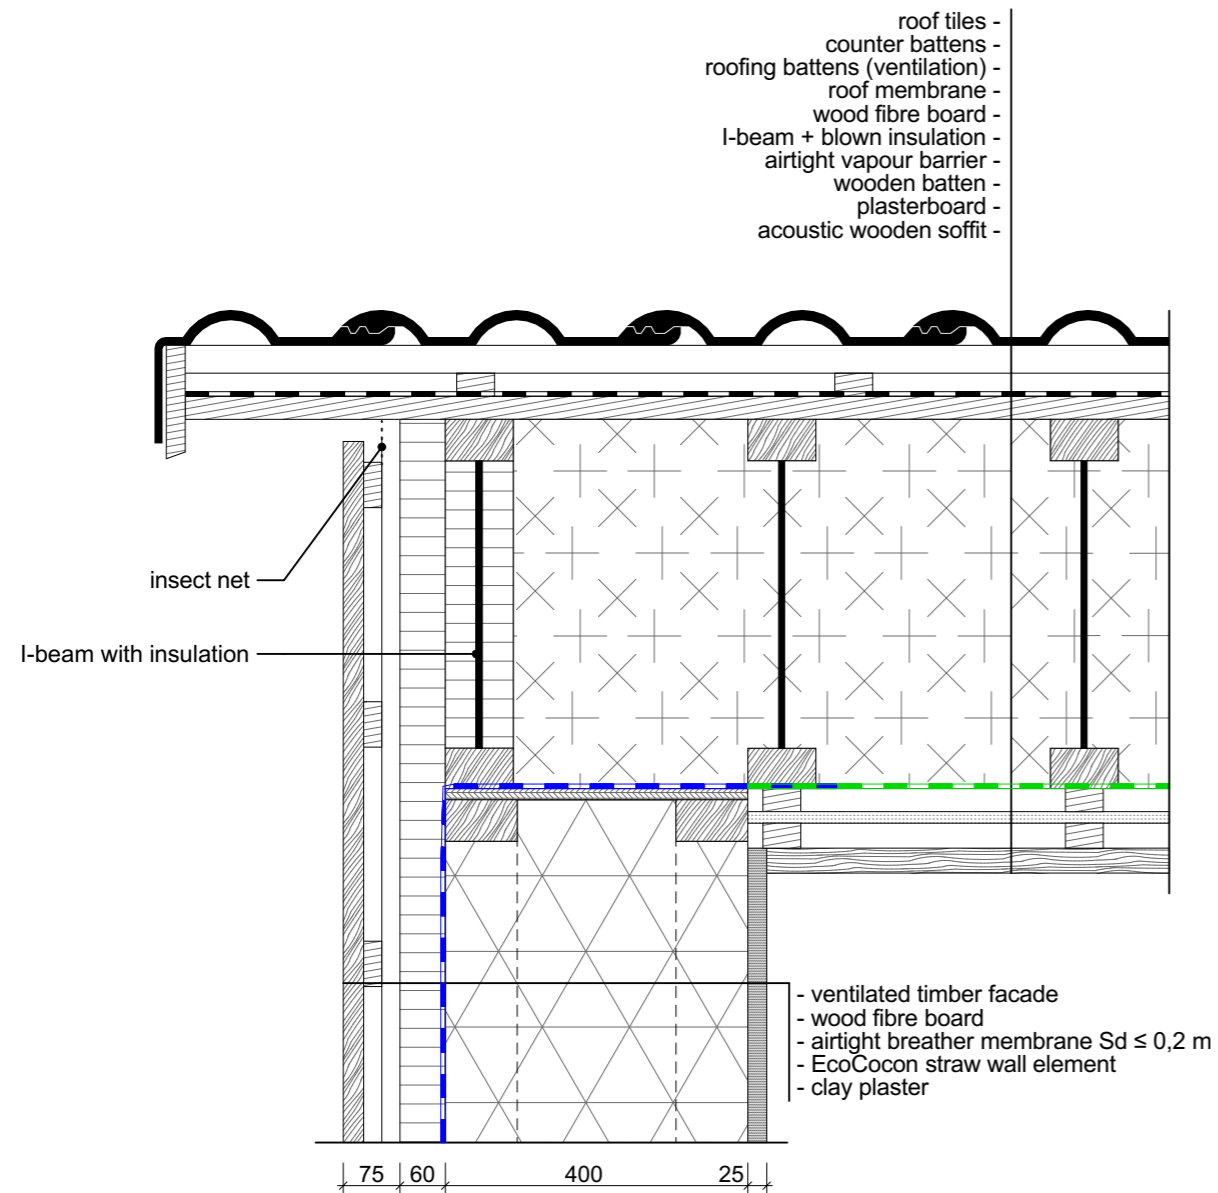 roof tiles -
counter battens -
roofing battens (ventilation) -
roof membrane -
wood fibre board -
I-beam + blown insulation -
airtight vapour barrier -
wooden batten -
plasterboard -
acoustic wooden soffit -
insect net
I-beam with insulation
- ventilated timber facade
- wood fibre board
- airtight breather membrane Sd ≤ 0,2 m
- EcoCocon straw wall element
- clay plaster
75 60 400 25